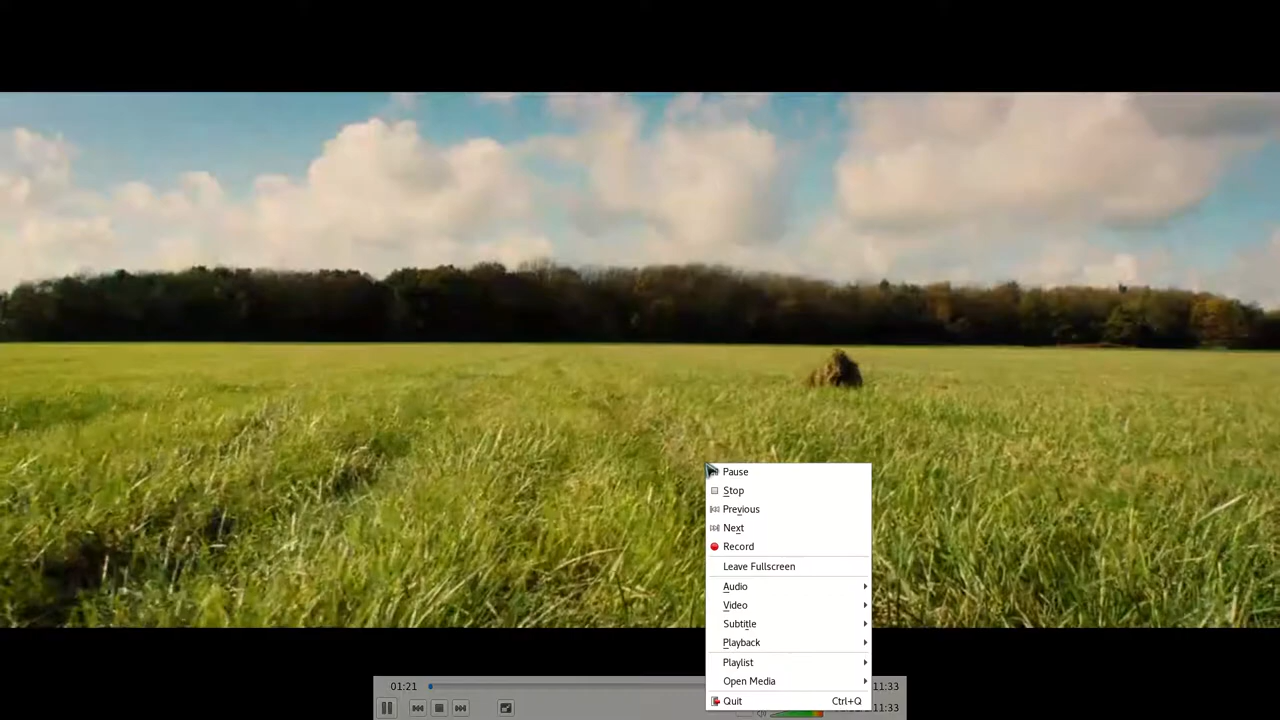 Pause
Stop
Previous
Next
Record
Leave Fullscreen
Audio
Video
Subtitle
Playback
Playlist
Open Media
Quit Ctrl+Q
01:21
11:33
11:33